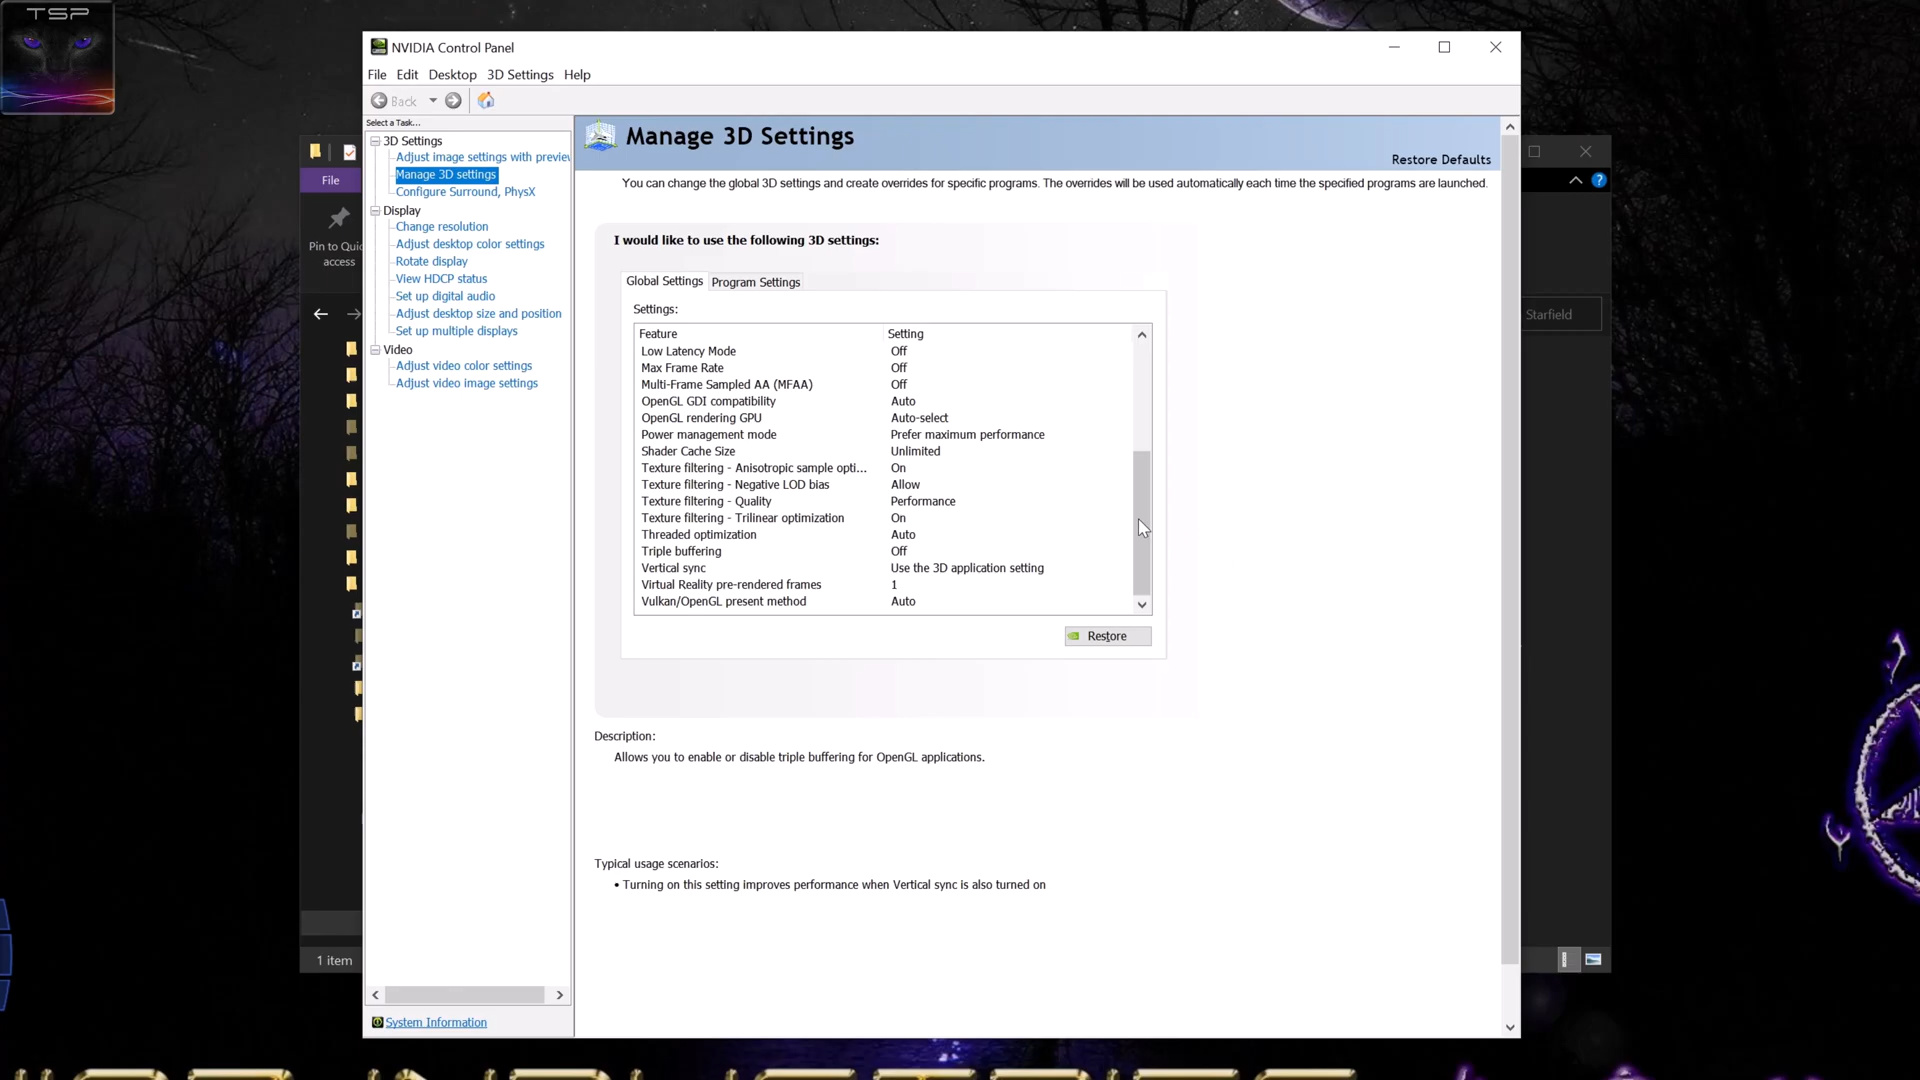 TSP
NVIDIA Control Panel
File Edit Desktop 3D Settings Help
Back
Select a Task...
3D Settings
Adjust image settings with preview
Manage 3D settings
Configure Surround, PhysX
Display
Change resolution
Adjust desktop color settings
Rotate display
View HDCP status
Set up digital audio
Adjust desktop size and position
Set up multiple displays
Video
Adjust video color settings
Adjust video image settings
System Information
Manage 3D Settings
Restore Defaults
You can change the global 3D settings and create overrides for specific programs. The overrides will be used automatically each time the specified programs are launched.
I would like to use the following 3D settings:
Global Settings Program Settings
Settings:
Feature Setting
Low Latency Mode Off
Max Frame Rate Off
Multi-Frame Sampled AA (MFAA) Off
OpenGL GDI compatibility Auto
OpenGL rendering GPU Auto-select
Power management mode Prefer maximum performance
Shader Cache Size Unlimited
Texture filtering - Anisotropic sample opti... On
Texture filtering - Negative LOD bias Allow
Texture filtering - Quality Performance
Texture filtering - Trilinear optimization On
Threaded optimization Auto
Triple buffering Off
Vertical sync Use the 3D application setting
Virtual Reality pre-rendered frames 1
Vulkan/OpenGL present method Auto
Restore
Description:
Allows you to enable or disable triple buffering for OpenGL applications.
Typical usage scenarios:
• Turning on this setting improves performance when Vertical sync is also turned on
File
Pin to Quic
access
Starfield
1 item